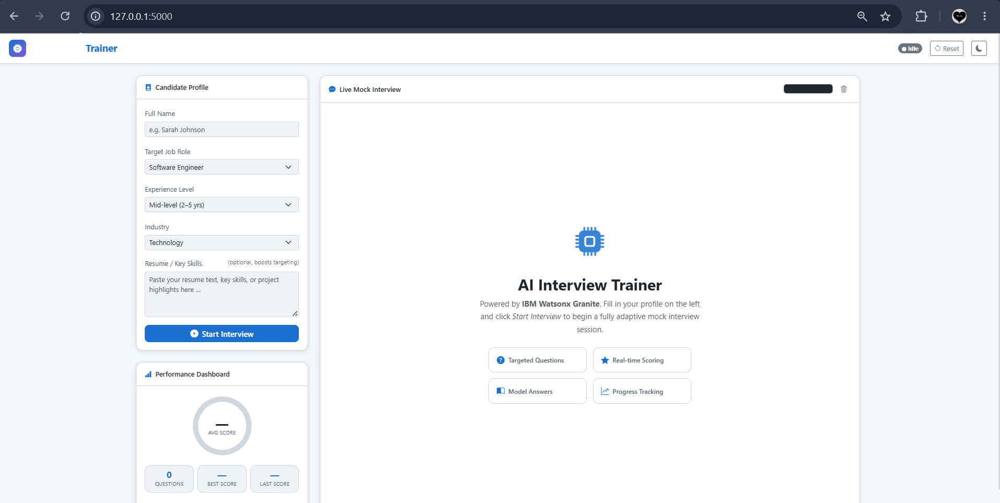 127.0.0.1:5000
Trainer
Idle
Reset
Candidate Profile
Full Name
e.g. Sarah Johnson
Target Job Role
Software Engineer
Experience Level
Mid-level (2–5 yrs)
Industry
Technology
Resume / Key Skills (optional, boosts targeting)
Paste your resume text, key skills, or project
highlights here ...
Start Interview
Performance Dashboard
—
AVG SCORE
0
QUESTIONS
—
BEST SCORE
—
LAST SCORE
Live Mock Interview
AI Interview Trainer
Powered by IBM Watsonx Granite. Fill in your profile on the left
and click Start Interview to begin a fully adaptive mock interview
session.
Targeted Questions
Real-time Scoring
Model Answers
Progress Tracking